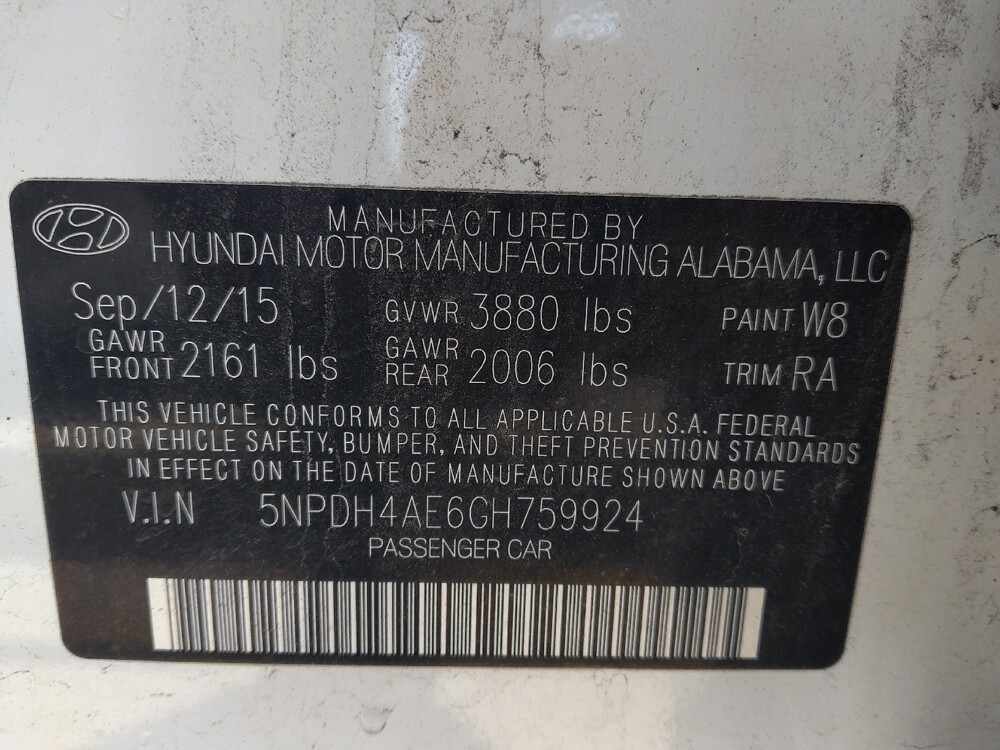 MANUFACTURED BY
HYUNDAI MOTOR MANUFACTURING ALABAMA, LLC
Sep/12/15 GVWR 3880 lbs PAINT W8
GAWR FRONT 2161 lbs GAWR REAR 2006 lbs TRIM RA
THIS VEHICLE CONFORMS TO ALL APPLICABLE U.S.A. FEDERAL
MOTOR VEHICLE SAFETY, BUMPER, AND THEFT PREVENTION STANDARDS
IN EFFECT ON THE DATE OF MANUFACTURE SHOWN ABOVE
V.I.N 5NPDH4AE6GH759924
PASSENGER CAR